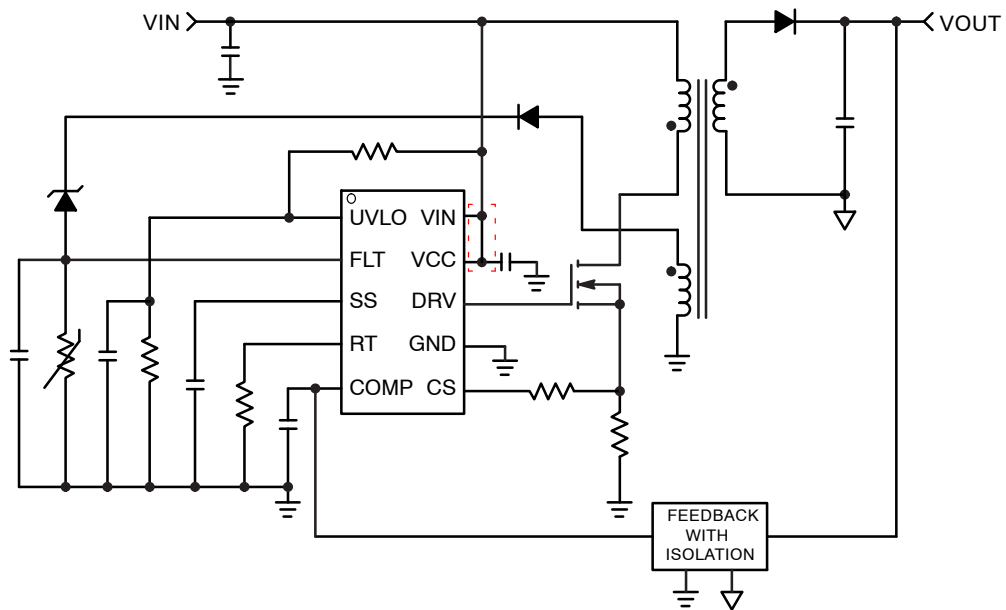 VIN
VOUT
UVLO VIN
FLT VCC
SS DRV
RT GND
COMP CS
FEEDBACK
WITH
ISOLATION